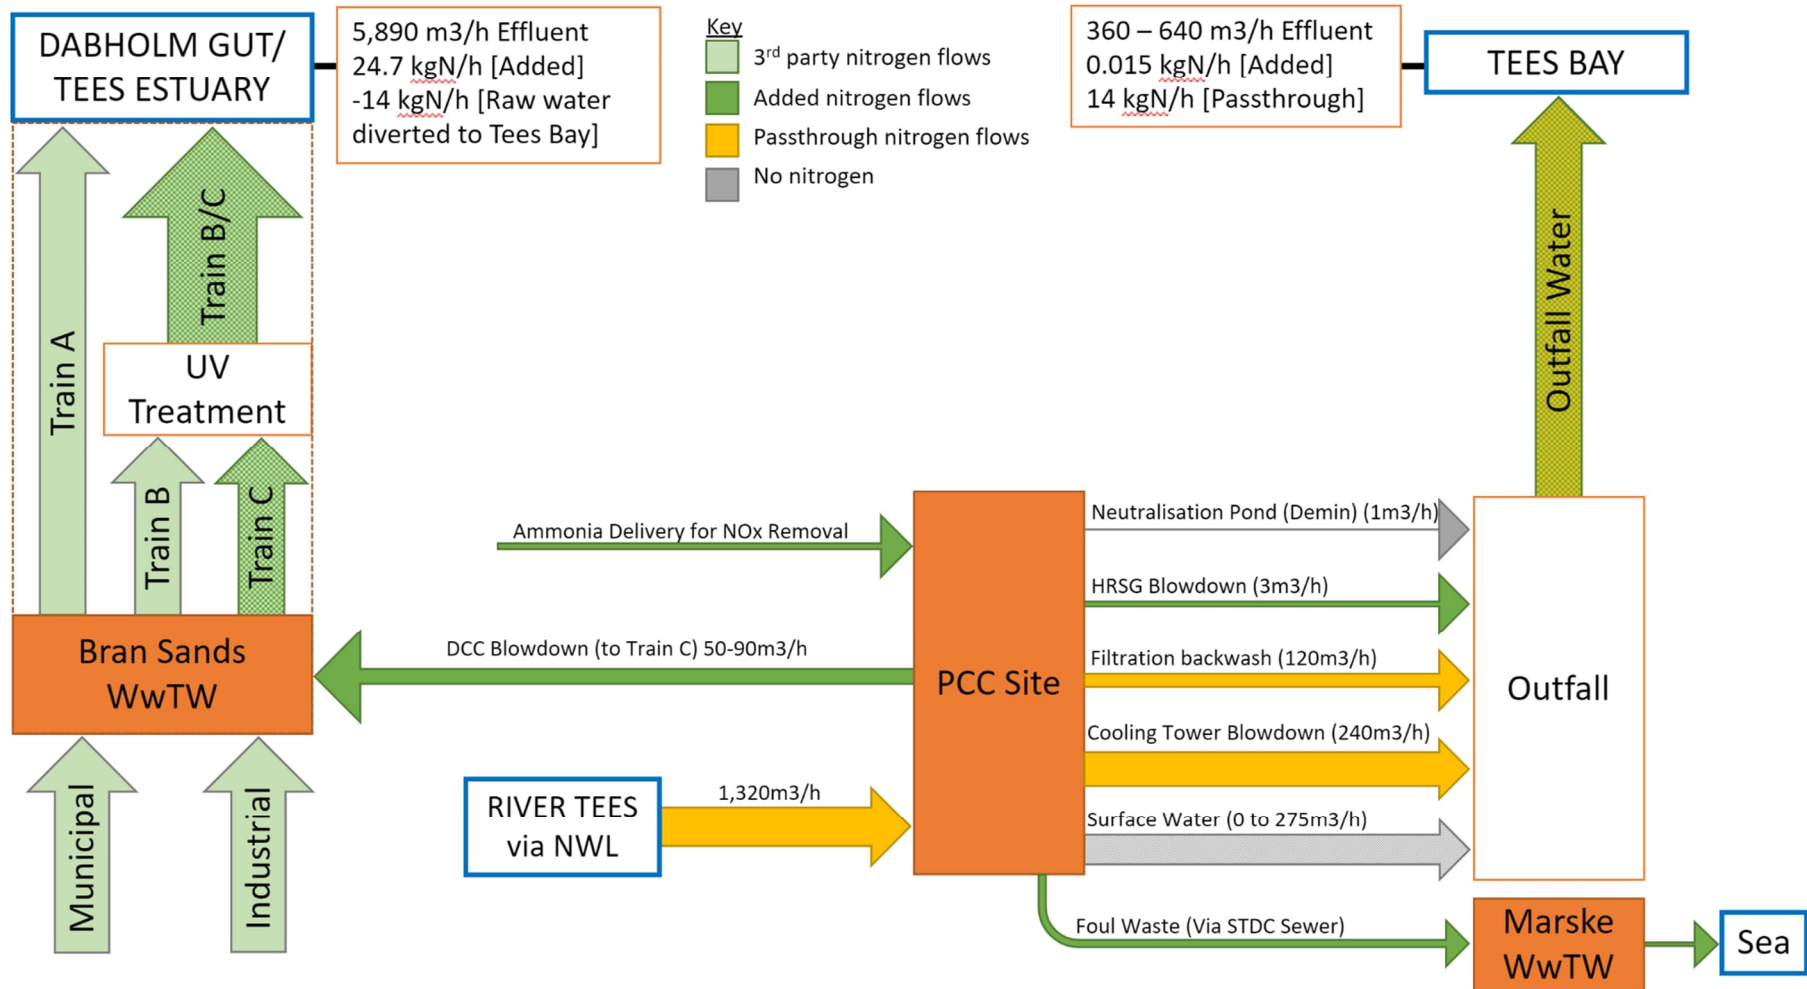 DABHOLM GUT/
TEES ESTUARY
5,890 m3/h Effluent
24.7 kgN/h [Added]
-14 kgN/h [Raw water
diverted to Tees Bay]
Key
3rd party nitrogen flows
Added nitrogen flows
Passthrough nitrogen flows
No nitrogen
360 – 640 m3/h Effluent
0.015 kgN/h [Added]
14 kgN/h [Passthrough]
TEES BAY
Train A
Train B/C
UV
Treatment
Train B
Train C
Bran Sands
WwTW
Municipal
Industrial
Ammonia Delivery for NOx Removal
DCC Blowdown (to Train C) 50-90m3/h
RIVER TEES
via NWL
1,320m3/h
PCC Site
Neutralisation Pond (Demin) (1m3/h)
HRSG Blowdown (3m3/h)
Filtration backwash (120m3/h)
Cooling Tower Blowdown (240m3/h)
Surface Water (0 to 275m3/h)
Foul Waste (Via STDC Sewer)
Outfall Water
Outfall
Marske
WwTW
Sea